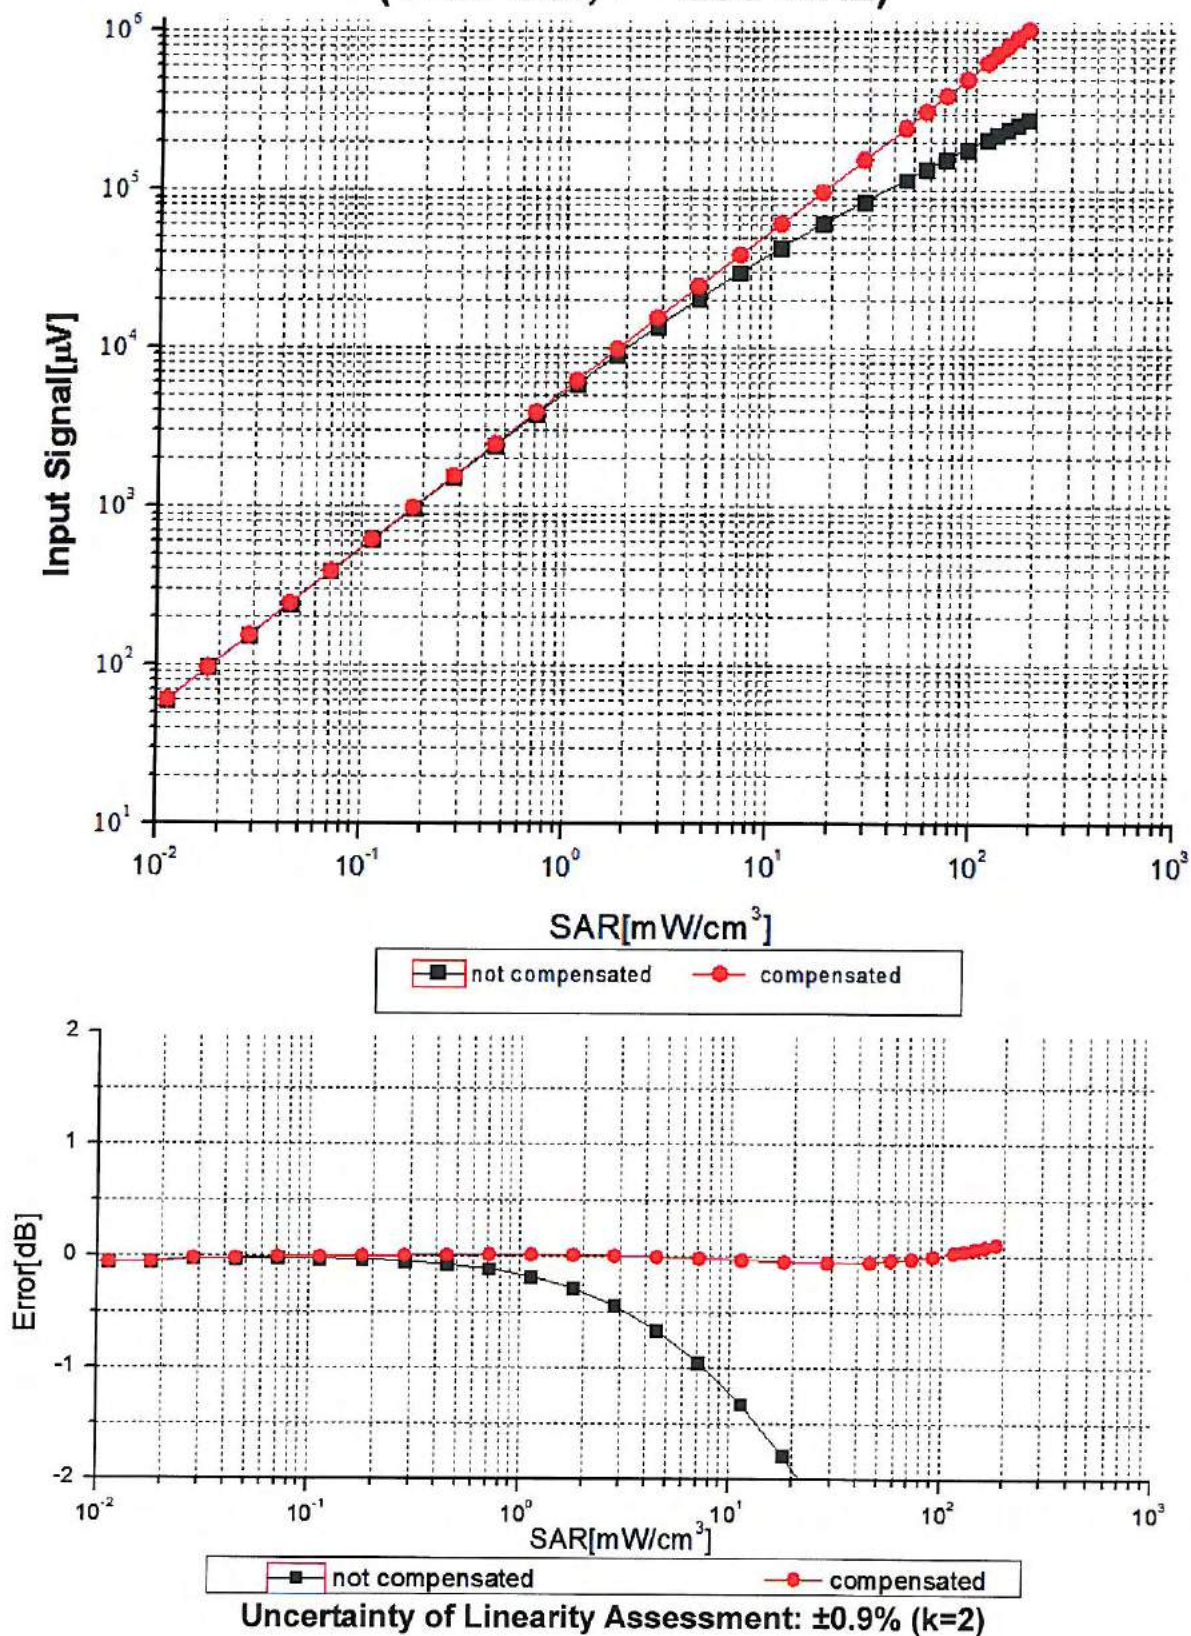 10⁶
10⁵
10⁴
10³
10²
10¹
Input Signal[µV]
10⁻² 10⁻¹ 10⁰ 10¹ 10² 10³
SAR[mW/cm³]
not compensated compensated
2
1
0
-1
-2
Error[dB]
10⁻² 10⁻¹ 10⁰ 10¹ 10² 10³
SAR[mW/cm³]
not compensated compensated
Uncertainty of Linearity Assessment: ±0.9% (k=2)